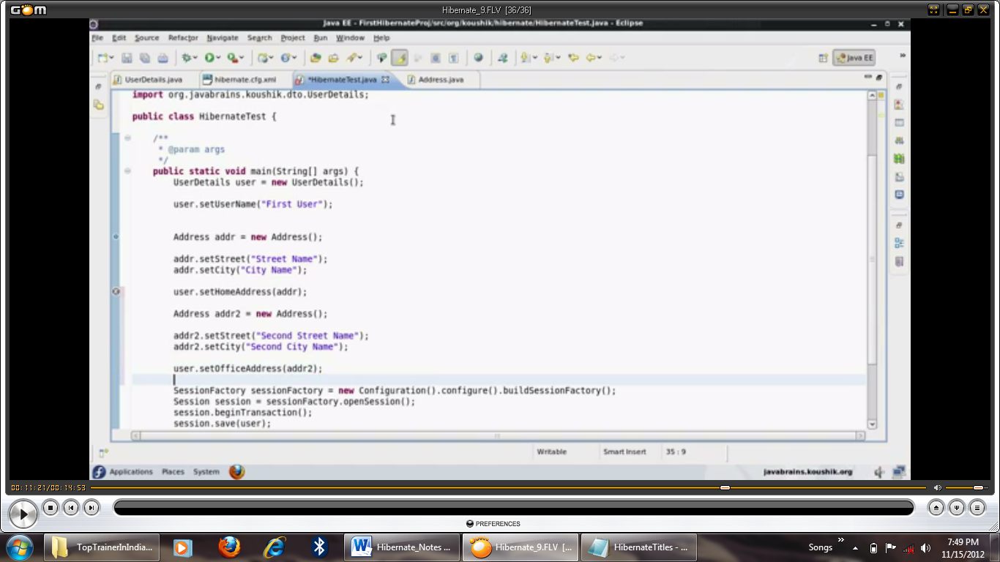 GOM
Hibernate_9.FLV [36/36]
Java EE - FirstHibernateProj/src/org/koushik/hibernate/HibernateTest.java - Eclipse
File Edit Source Refactor Navigate Search Project Run Window Help
Java EE
UserDetails.java hibernate.cfg.xml *HibernateTest.java Address.java
import org.javabrains.koushik.dto.UserDetails;
public class HibernateTest {
/**
* @param args
*/
public static void main(String[] args) {
UserDetails user = new UserDetails();
user.setUserName("First User");
Address addr = new Address();
addr.setStreet("Street Name");
addr.setCity("City Name");
user.setHomeAddress(addr);
Address addr2 = new Address();
addr2.setStreet("Second Street Name");
addr2.setCity("Second City Name");
user.setOfficeAddress(addr2);
SessionFactory sessionFactory = new Configuration().configure().buildSessionFactory();
Session session = sessionFactory.openSession();
session.beginTransaction();
session.save(user);
Writable Smart Insert 35 : 9
Applications Places System javabrains.koushik.org
00:11:21/00:14:53
PREFERENCES
TopTrainerInIndia... Hibernate_Notes ... Hibernate_9.FLV [... HibernateTitles - ... Songs 7:49 PM
11/15/2012